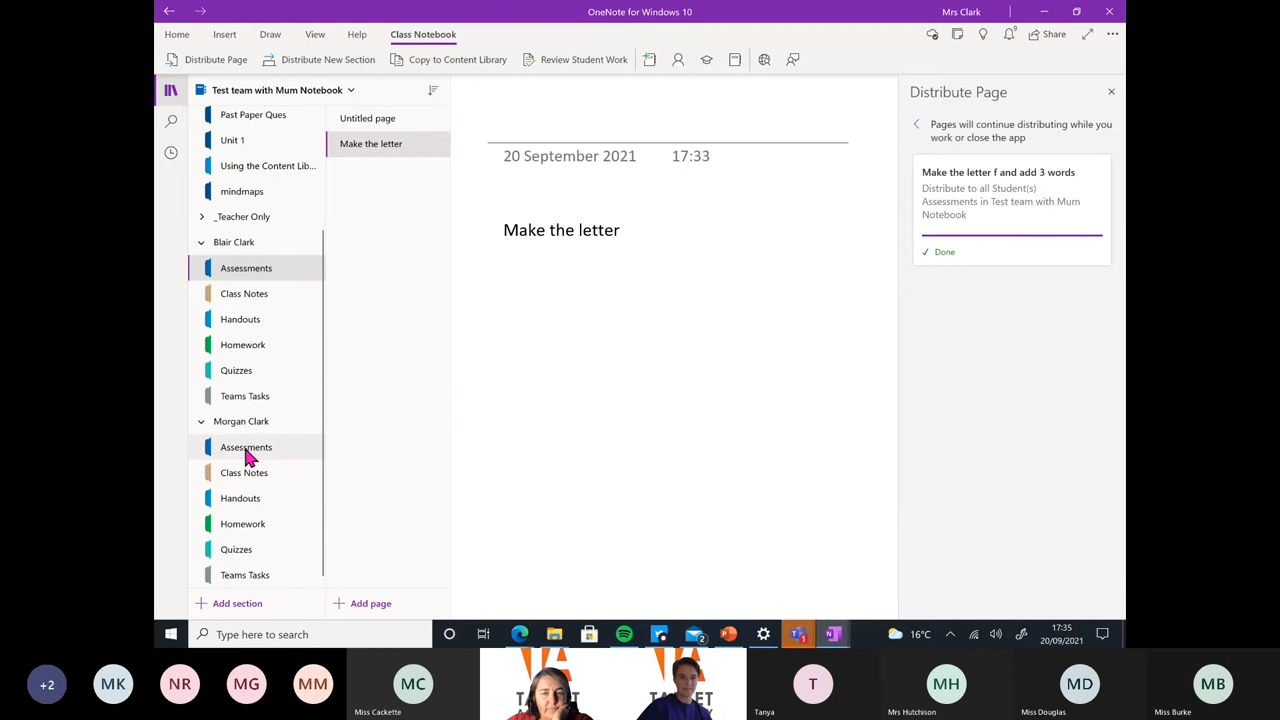 OneNote for Windows 10
Mrs Clark
Home
Insert
Draw
View
Help
Class Notebook
9
Share
Distribute Page
Distribute New Section
Copy to Content Library
Review Student Work
Test team with Mum Notebook
Past Paper Ques
Unit 1
Using the Content Lib...
mindmaps
_Teacher Only
Blair Clark
Assessments
Class Notes
Handouts
Homework
Quizzes
Teams Tasks
Morgan Clark
Assessments
Class Notes
Handouts
Homework
Quizzes
Teams Tasks
Add section
Untitled page
Make the letter
Add page
20 September 2021 17:33
Make the letter
Distribute Page
Pages will continue distributing while you
work or close the app
Make the letter f and add 3 words
Distribute to all Student(s)
Assessments in Test team with Mum
Notebook
Done
Type here to search
2
1
16°C
17:35
20/09/2021
+2
MK
NR
MG
MM
MC
Miss Cackette
TARGET
TARGET
T
Tanya
MH
Mrs Hutchison
MD
Miss Douglas
MB
Miss Burke